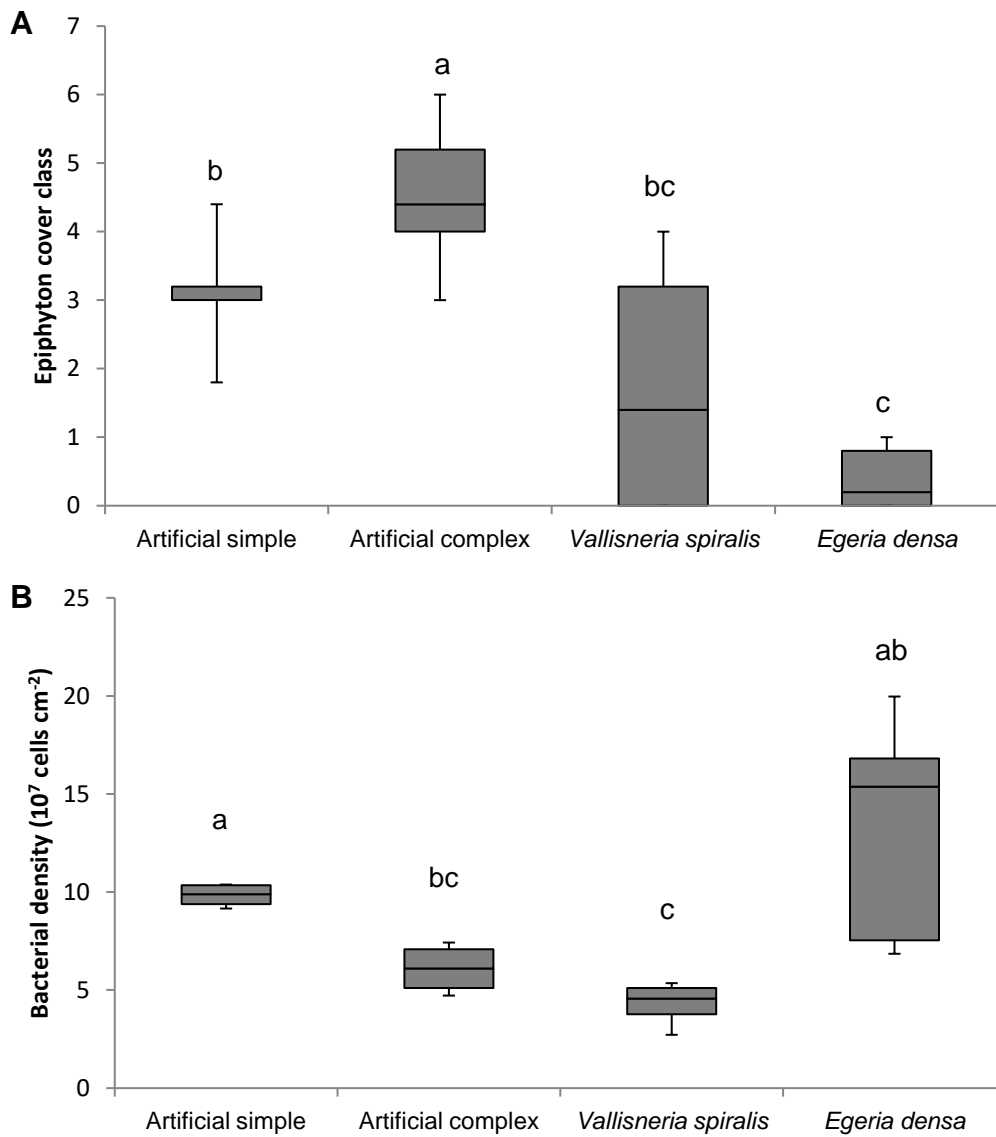 A
Epiphyton cover class
7
6
5
4
3
2
1
0
b
a
bc
c
Artificial simple
Artificial complex
Vallisneria spiralis
Egeria densa
B
Bacterial density (10⁷ cells cm⁻²)
25
20
15
10
5
0
a
bc
c
ab
Artificial simple
Artificial complex
Vallisneria spiralis
Egeria densa